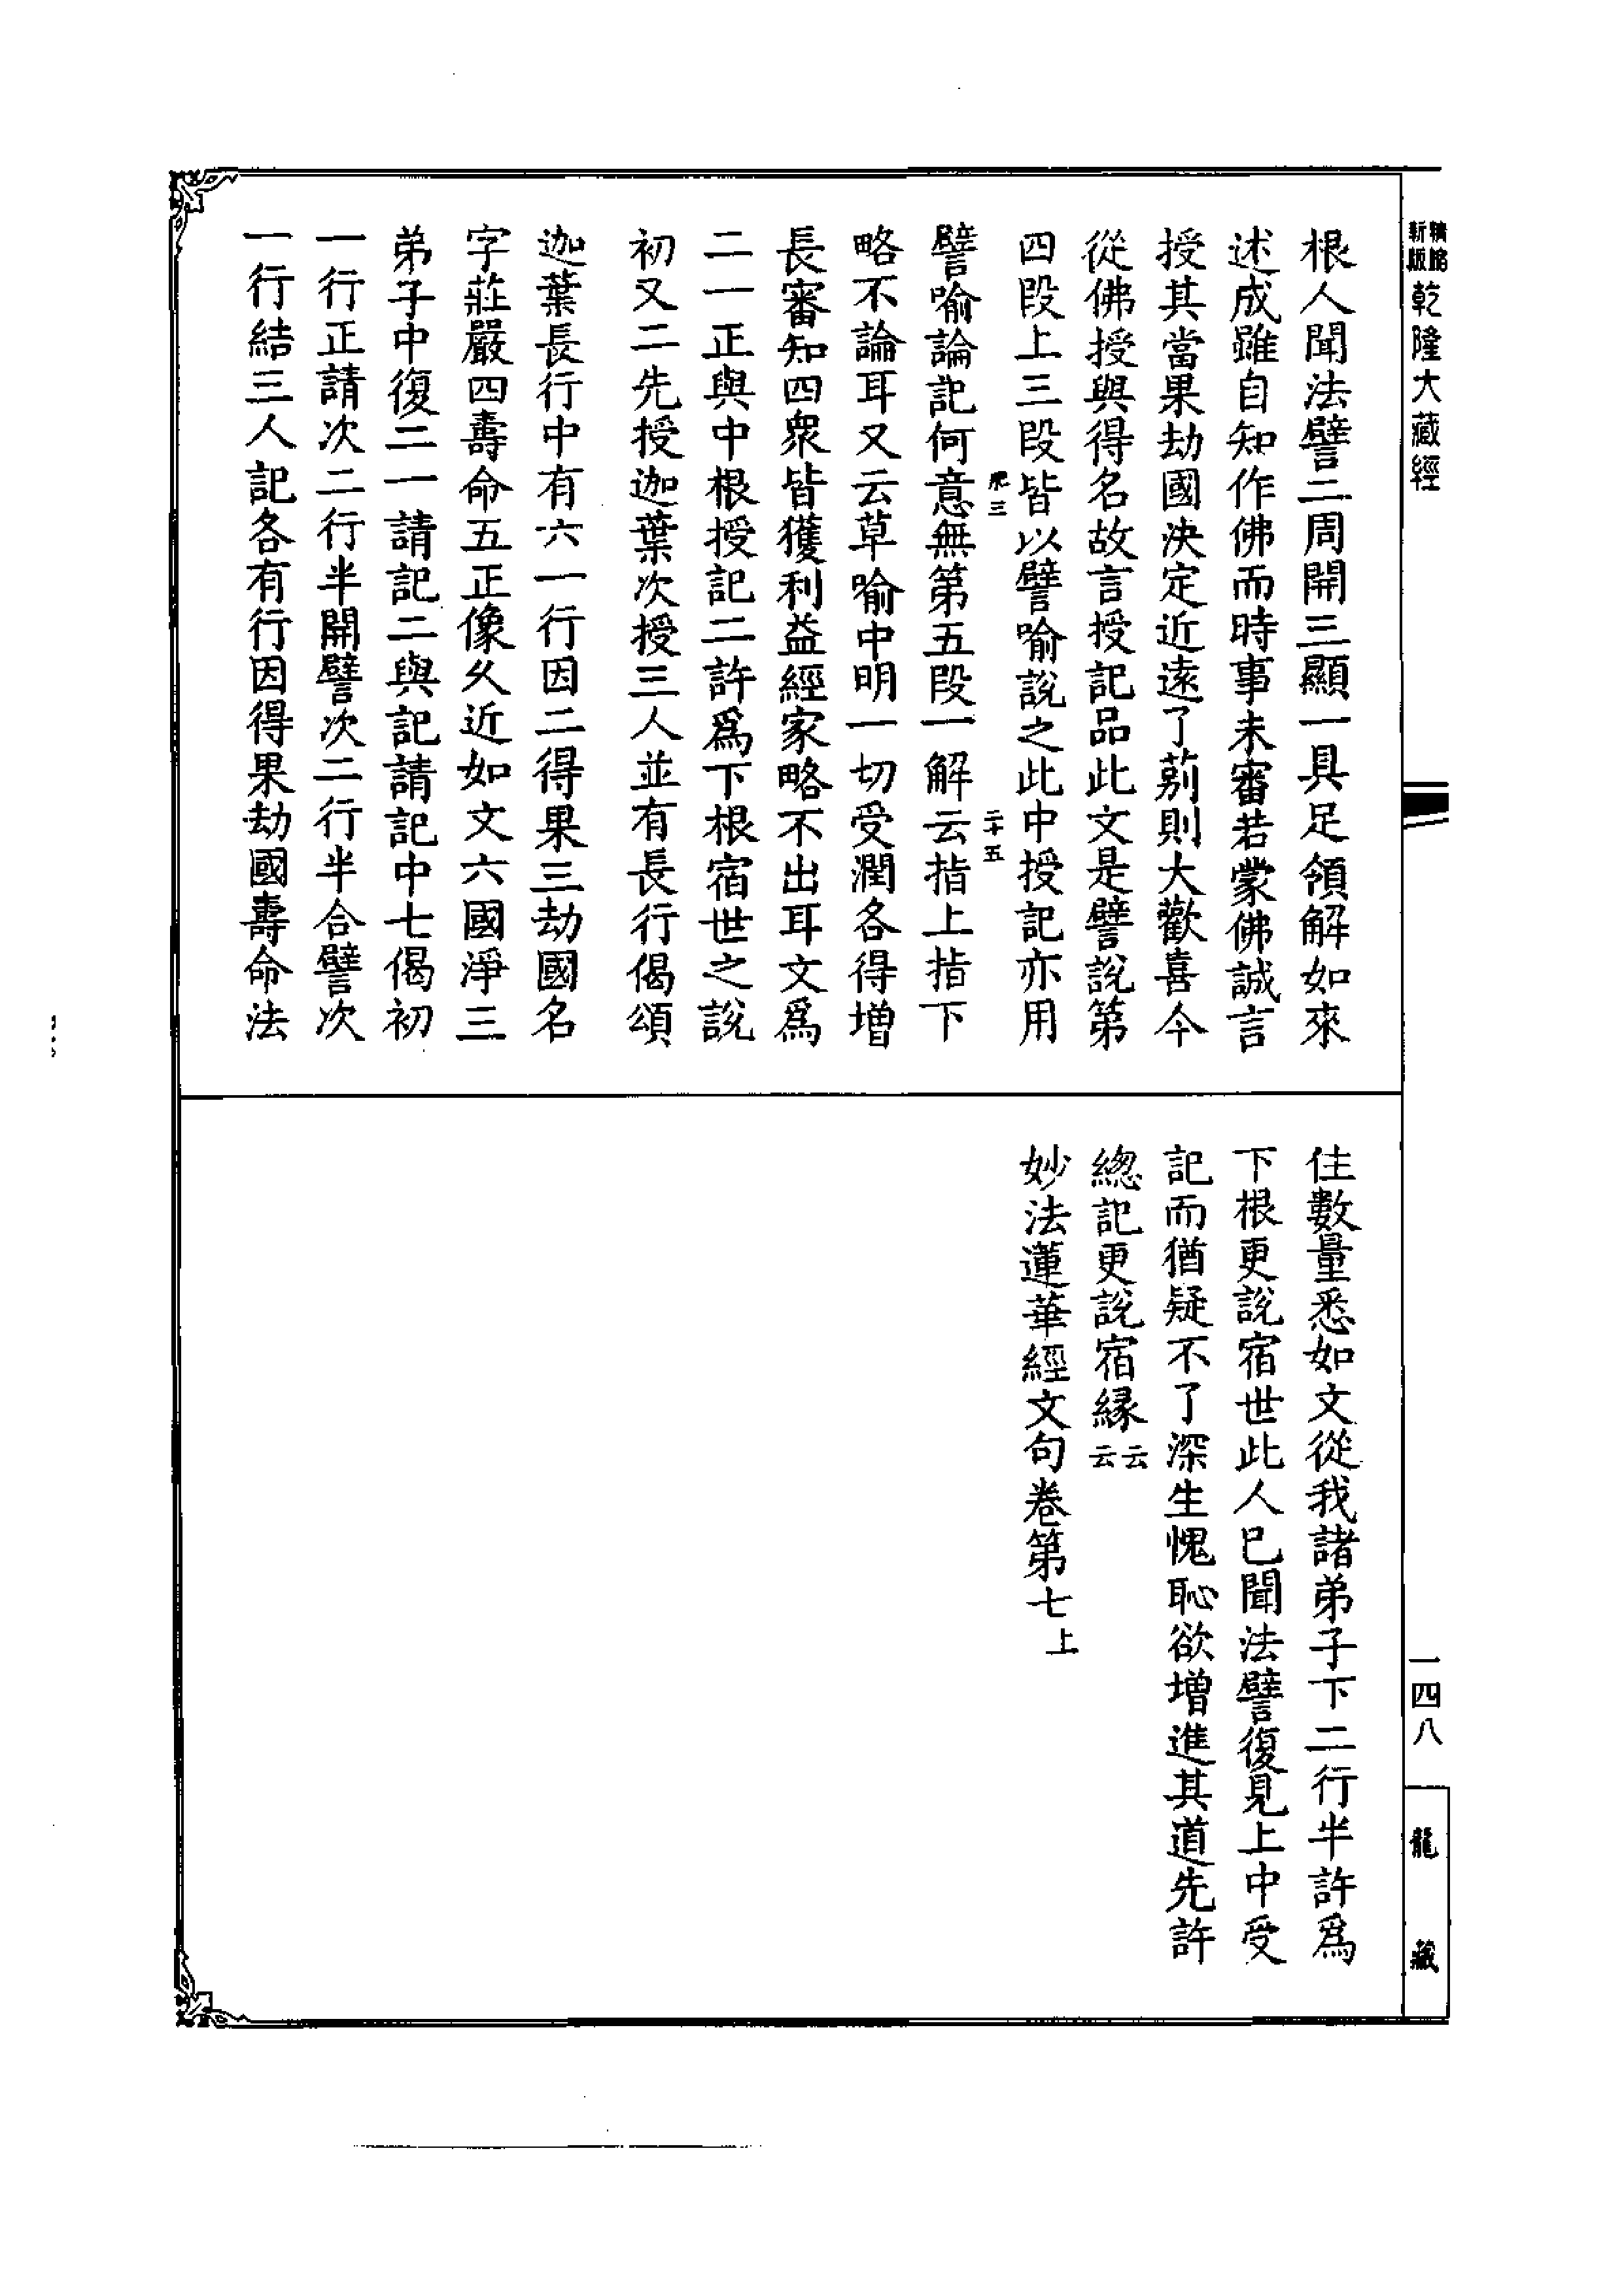 新版
乾隆大藏經
一四八
龍藏
根人聞法譬二周開三顯一具足領解如來
述成雖自知作佛而時事未審若蒙佛誠言
授其當果劫國決定近遠了莂則大歡喜今
從佛授與得名故言授記品此文是譬說第
四段上三段皆以譬喻說之此中授記亦用
二十五
譬喻論記何意無第五段一解云指上指下
略不論耳又云草喻中明一切受潤各得增
長審知四眾皆獲利益經家略不出耳文爲
二一正與中根授記二許爲下根宿世之說
初又二先授迦葉次授三人並有長行偈頌
迦葉長行中有六一行因二得果三劫國名
字莊嚴四壽命五正像久近如文六國淨三
弟子中復二一請記二與記請記中七偈初
一行正請次二行半開譬次二行半合譬次
一行結三人記各有行因得果劫國壽命法
住數量悉如文從我諸弟子下二行半許爲
下根更說宿世此人已聞法譬復見上中受
記而猶疑不了深生愧恥欲增進其道先許
總記更說宿緣云云
妙法蓮華經文句卷第七上